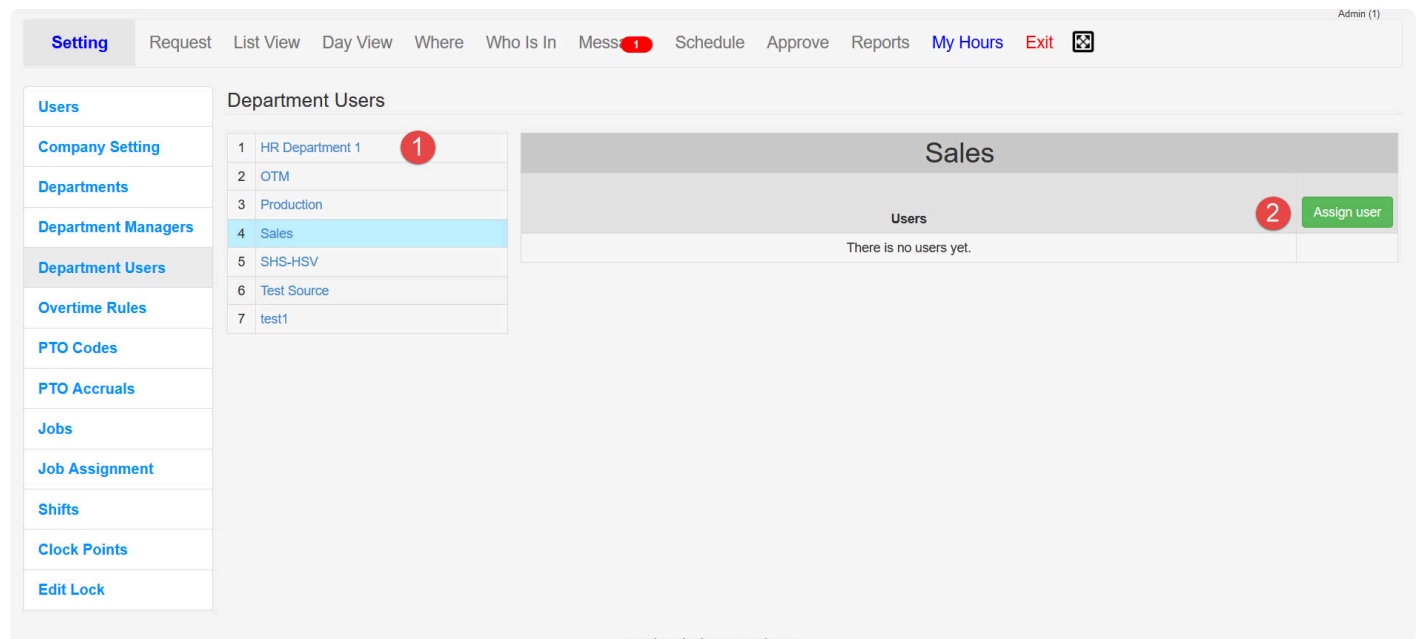 Admin (1)
Setting Request List View Day View Where Who Is In Mess 1 Schedule Approve Reports My Hours Exit
Users
Company Setting
Departments
Department Managers
Department Users
Overtime Rules
PTO Codes
PTO Accruals
Jobs
Job Assignment
Shifts
Clock Points
Edit Lock
Department Users
1 HR Department 1 1
2 OTM
3 Production
4 Sales
5 SHS-HSV
6 Test Source
7 test1
Sales
Users 2 Assign user
There is no users yet.